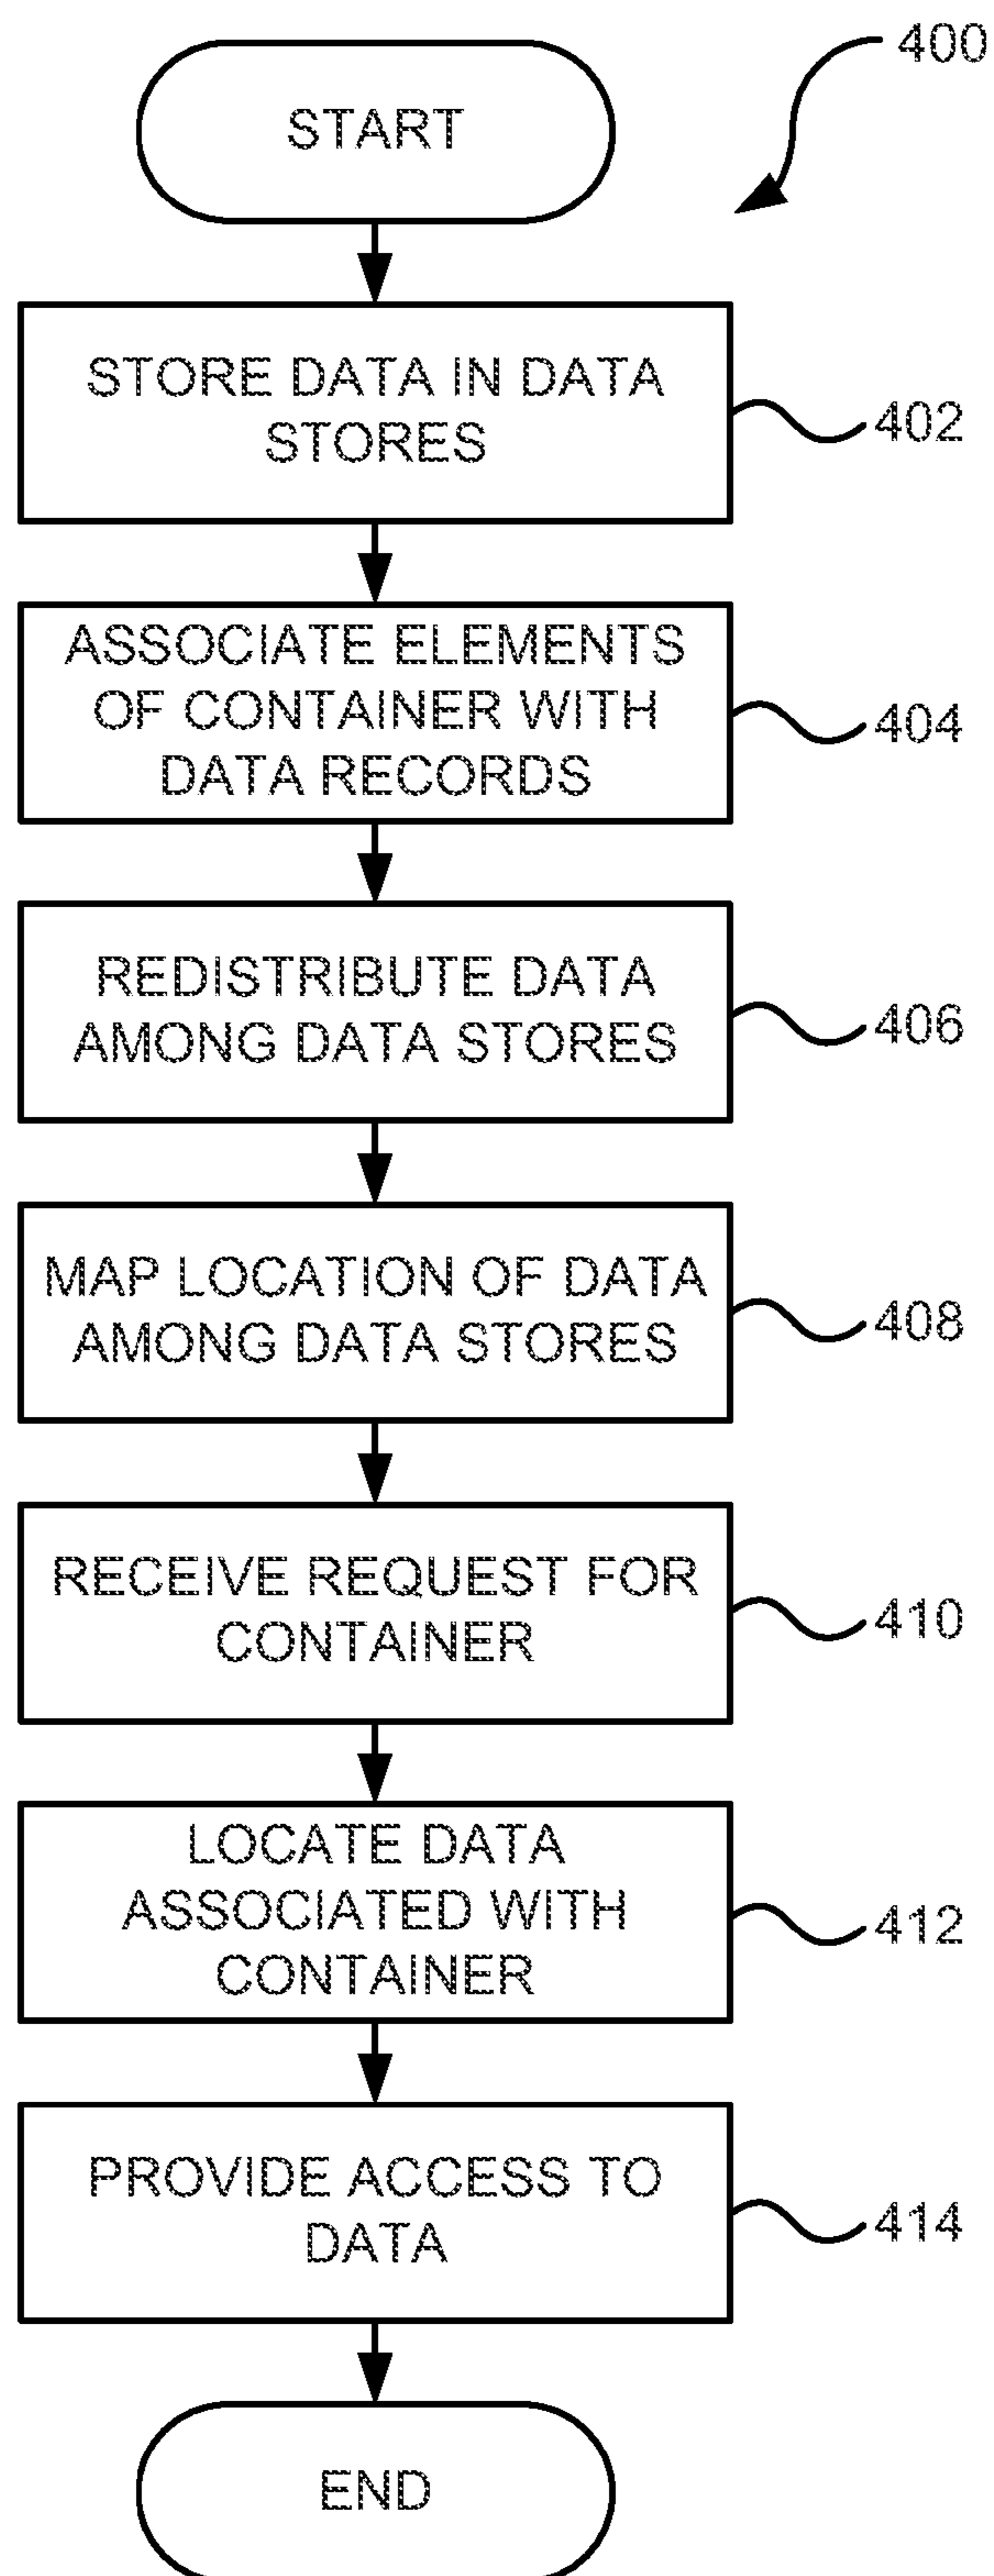 400
START
STORE DATA IN DATA
STORES
402
ASSOCIATE ELEMENTS
OF CONTAINER WITH
DATA RECORDS
404
REDISTRIBUTE DATA
AMONG DATA STORES
406
MAP LOCATION OF DATA
AMONG DATA STORES
408
RECEIVE REQUEST FOR
CONTAINER
410
LOCATE DATA
ASSOCIATED WITH
CONTAINER
412
PROVIDE ACCESS TO
DATA
414
END